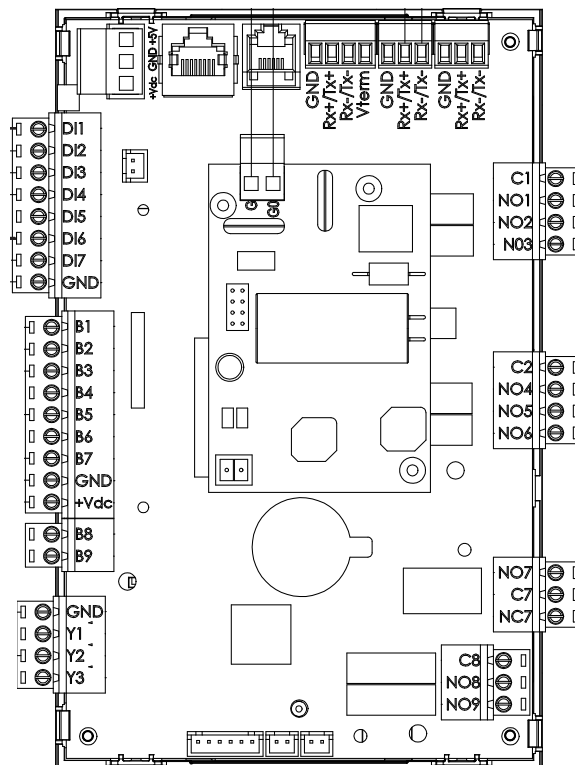 +Vdc GND +5V
GND
Rx+/Tx+
Rx-/Tx-
Vterm
GND
Rx+/Tx+
Rx-/Tx-
GND
Rx+/Tx+
Rx-/Tx-
DI1
DI2
DI3
DI4
DI5
DI6
DI7
GND
G
G0
C1
NO1
NO2
N03
B1
B2
B3
B4
B5
B6
B7
GND
+Vdc
B8
B9
C2
NO4
NO5
NO6
NO7
C7
NC7
GND
Y1
Y2
Y3
C8
NO8
NO9